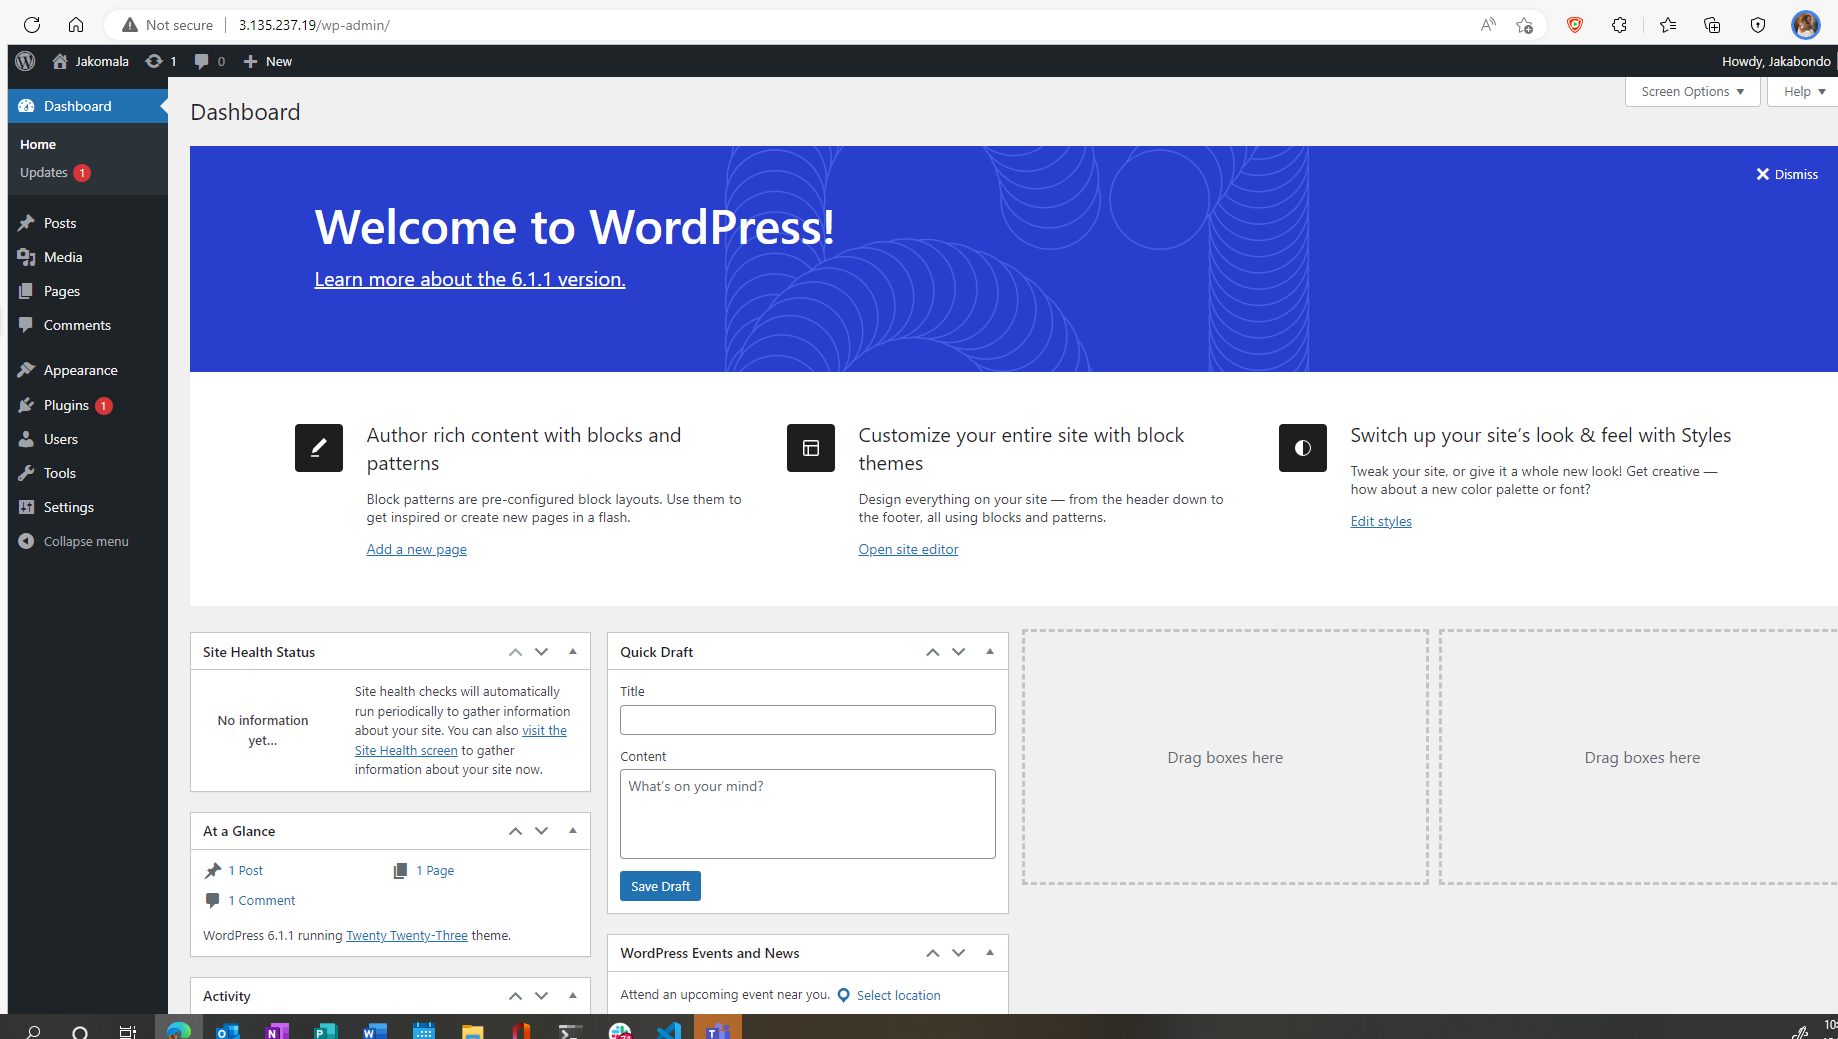 Not secure
3.135.237.19/wp-admin/
Jakomala
1
0
New
Howdy, Jakabondo
Dashboard
Home
Updates 1
Posts
Media
Pages
Comments
Appearance
Plugins 1
Users
Tools
Settings
Collapse menu
Dashboard
Screen Options
Help
Dismiss
Welcome to WordPress!
Learn more about the 6.1.1 version.
Author rich content with blocks and
patterns
Block patterns are pre-configured block layouts. Use them to
get inspired or create new pages in a flash.
Add a new page
Customize your entire site with block
themes
Design everything on your site — from the header down to
the footer, all using blocks and patterns.
Open site editor
Switch up your site’s look & feel with Styles
Tweak your site, or give it a whole new look! Get creative —
how about a new color palette or font?
Edit styles
Site Health Status
No information
yet...
Site health checks will automatically
run periodically to gather information
about your site. You can also visit the
Site Health screen to gather
information about your site now.
At a Glance
1 Post
1 Page
1 Comment
WordPress 6.1.1 running Twenty Twenty-Three theme.
Activity
Quick Draft
Title
Content
What’s on your mind?
Save Draft
WordPress Events and News
Attend an upcoming event near you.
Select location
Drag boxes here
Drag boxes here